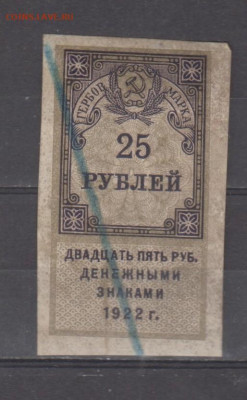 ГЕРБОВ. МАРКА
25
РУБЛЕЙ
ДВАДЦАТЬ ПЯТЬ РУБ.
ДЕНЕЖНЫМИ
ЗНАКАМИ
1922 г.